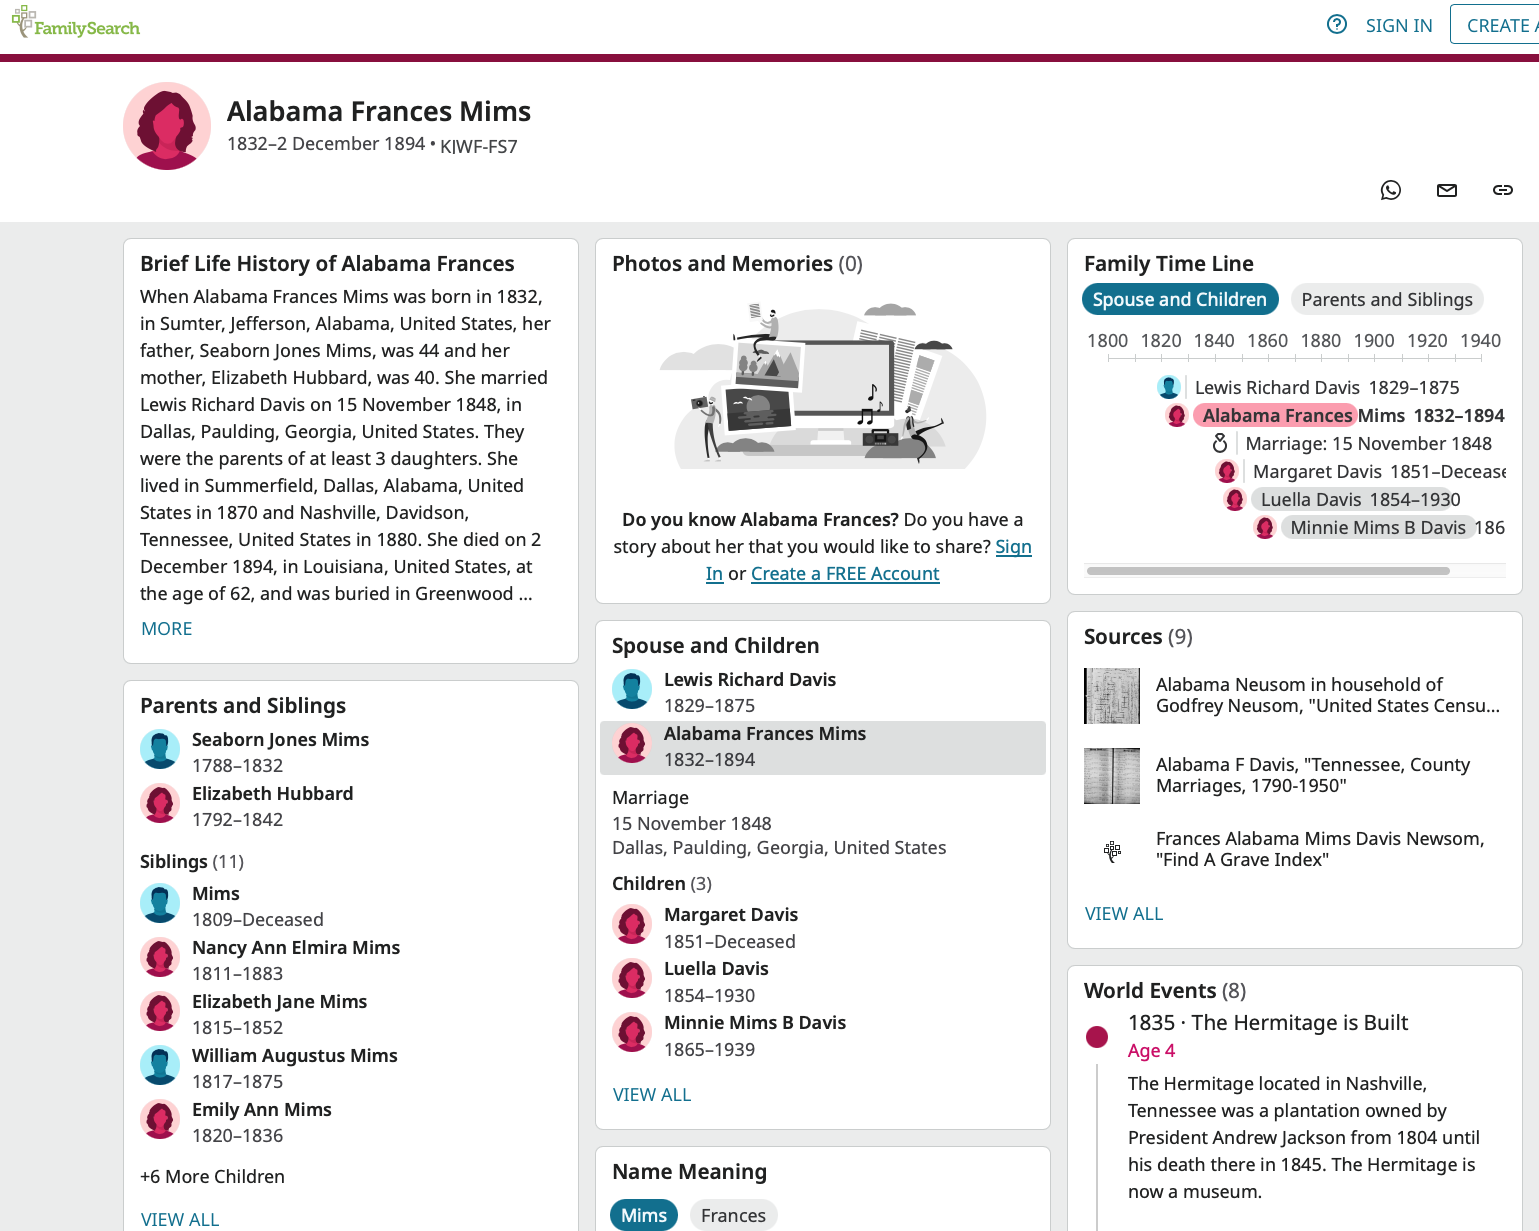 FamilySearch
SIGN IN
CREATE A
Alabama Frances Mims
1832–2 December 1894 • KJWF-FS7
Brief Life History of Alabama Frances
When Alabama Frances Mims was born in 1832,
in Sumter, Jefferson, Alabama, United States, her
father, Seaborn Jones Mims, was 44 and her
mother, Elizabeth Hubbard, was 40. She married
Lewis Richard Davis on 15 November 1848, in
Dallas, Paulding, Georgia, United States. They
were the parents of at least 3 daughters. She
lived in Summerfield, Dallas, Alabama, United
States in 1870 and Nashville, Davidson,
Tennessee, United States in 1880. She died on 2
December 1894, in Louisiana, United States, at
the age of 62, and was buried in Greenwood ...
MORE
Parents and Siblings
Seaborn Jones Mims
1788–1832
Elizabeth Hubbard
1792–1842
Siblings (11)
Mims
1809–Deceased
Nancy Ann Elmira Mims
1811–1883
Elizabeth Jane Mims
1815–1852
William Augustus Mims
1817–1875
Emily Ann Mims
1820–1836
+6 More Children
VIEW ALL
Photos and Memories (0)
Do you know Alabama Frances? Do you have a
story about her that you would like to share? Sign
In or Create a FREE Account
Spouse and Children
Lewis Richard Davis
1829–1875
Alabama Frances Mims
1832–1894
Marriage
15 November 1848
Dallas, Paulding, Georgia, United States
Children (3)
Margaret Davis
1851–Deceased
Luella Davis
1854–1930
Minnie Mims B Davis
1865–1939
VIEW ALL
Name Meaning
Mims
Frances
Family Time Line
Spouse and Children
Parents and Siblings
1800 1820 1840 1860 1880 1900 1920 1940
Lewis Richard Davis 1829–1875
Alabama Frances Mims 1832–1894
Marriage: 15 November 1848
Margaret Davis 1851–Decease
Luella Davis 1854–1930
Minnie Mims B Davis 186
Sources (9)
Alabama Neusom in household of
Godfrey Neusom, "United States Censu...
Alabama F Davis, "Tennessee, County
Marriages, 1790-1950"
Frances Alabama Mims Davis Newsom,
"Find A Grave Index"
VIEW ALL
World Events (8)
1835 · The Hermitage is Built
Age 4
The Hermitage located in Nashville,
Tennessee was a plantation owned by
President Andrew Jackson from 1804 until
his death there in 1845. The Hermitage is
now a museum.